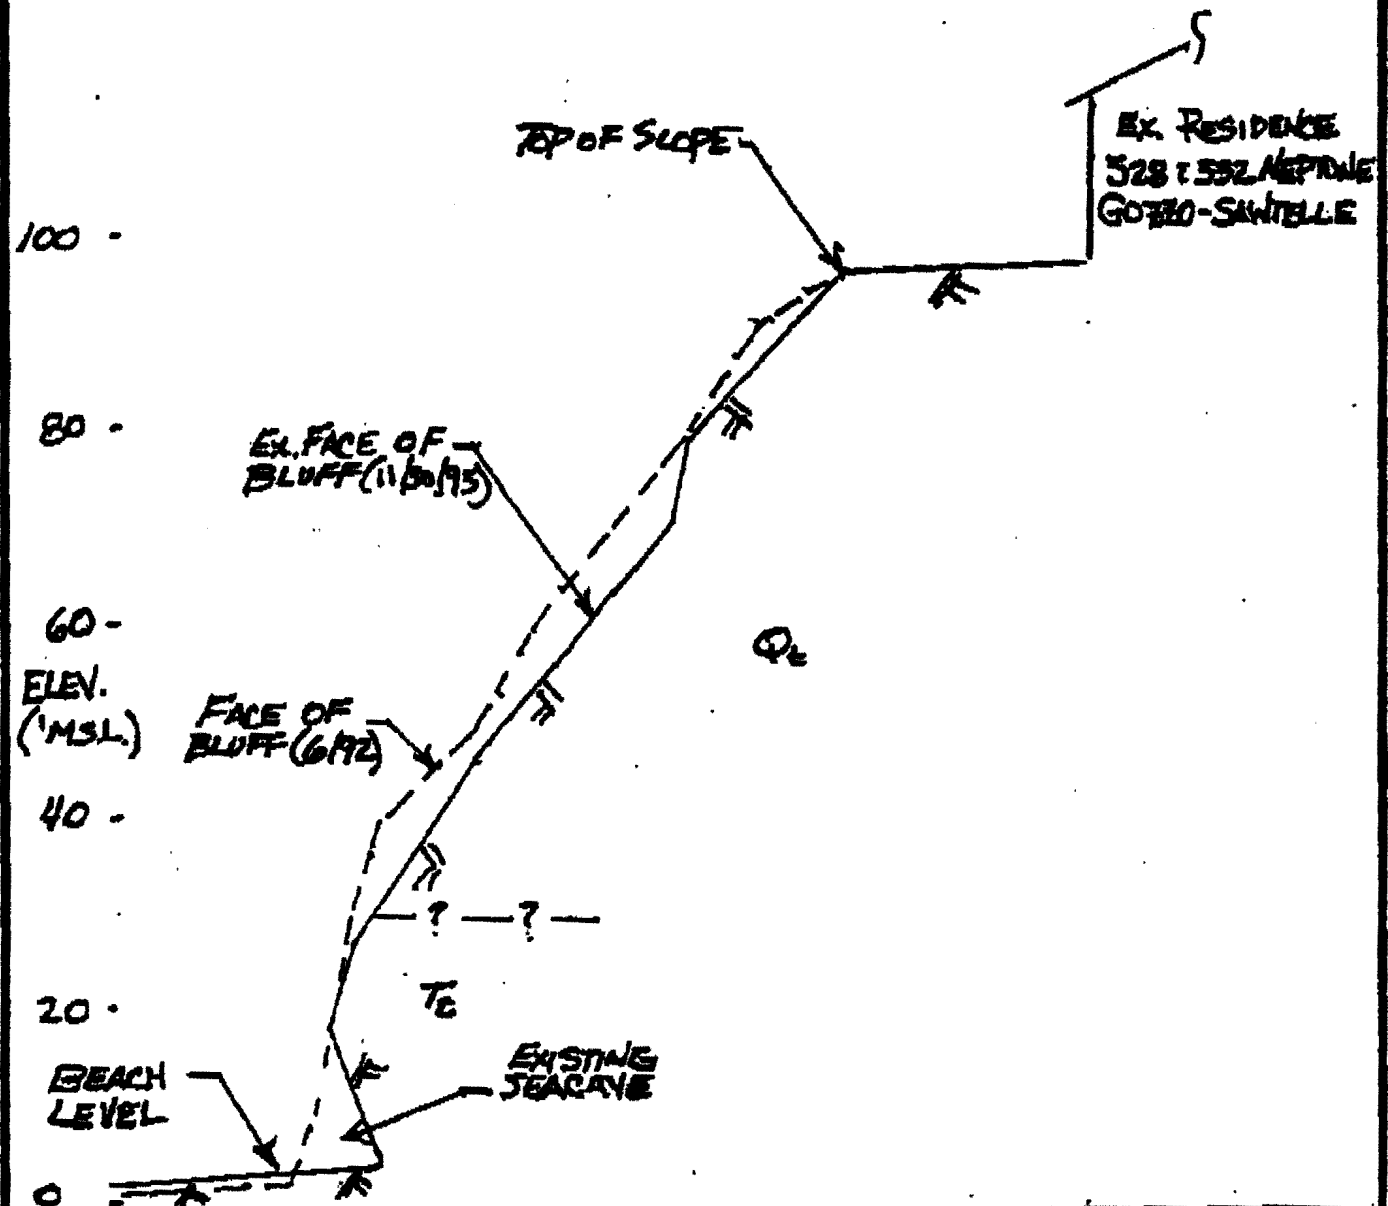 TOP OF SLOPE
EX. RESIDENCE
528 & 532 NEPTUNE
GOZZO-SAWTELLE
100
80
EX. FACE OF
BLUFF (11/30/95)
60
ELEV.
('MSL.)
Qt
FACE OF
BLUFF (6/92)
40
? ?
Tt
20
BEACH
LEVEL
EXISTING
SEACAVE
0